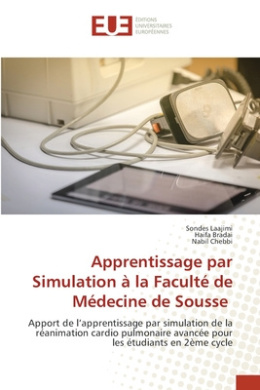 ÉDITIONS
UNIVERSITAIRES
EUROPÉENNES
Sondes Laajimi
Haifa Bradai
Nabil Chebbi
Apprentissage par
Simulation à la Faculté de
Médecine de Sousse
Apport de l'apprentissage par simulation de la
réanimation cardio pulmonaire avancée pour
les étudiants en 2ème cycle